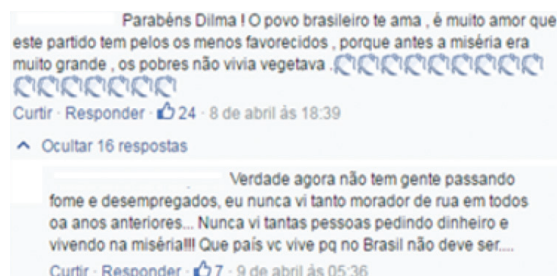 Parabéns Dilma ! O povo brasileiro te ama , é muito amor que
este partido tem pelos os menos favorecidos , porque antes a miséria era
muito grande , os pobres não vivia vegetava .
Curtir · Responder · 24 · 8 de abril às 18:39
Ocultar 16 respostas
Verdade agora não tem gente passando
fome e desempregados, eu nunca vi tanto morador de rua em todos
oa anos anteriores... Nunca vi tantas pessoas pedindo dinheiro e
vivendo na miséria!!! Que país vc vive pq no Brasil não deve ser....
Curtir · Responder · 7 · 9 de abril às 05:36